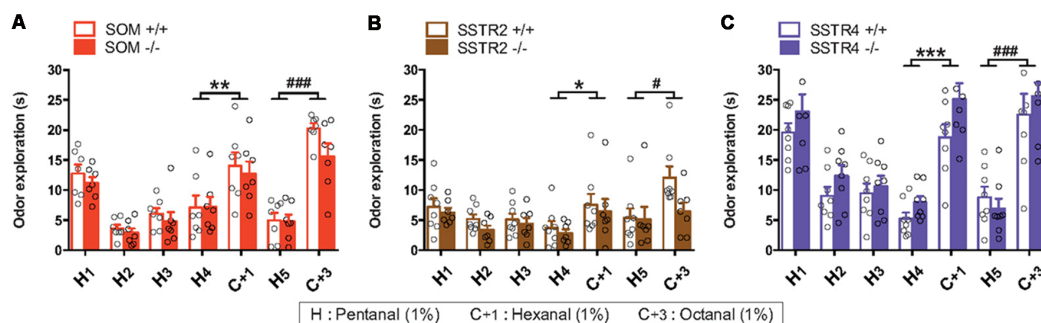 A
SOM +/+
SOM -/-
Odor exploration (s)
30
25
20
15
10
5
0
**
###
H1
H2
H3
H4
C+1
H5
C+3
B
SSTR2 +/+
SSTR2 -/-
Odor exploration (s)
30
25
20
15
10
5
0
*
#
H1
H2
H3
H4
C+1
H5
C+3
C
SSTR4 +/+
SSTR4 -/-
Odor exploration (s)
30
25
20
15
10
5
0
***
###
H1
H2
H3
H4
C+1
H5
C+3
H : Pentanal (1%) C+1 : Hexanal (1%) C+3 : Octanal (1%)